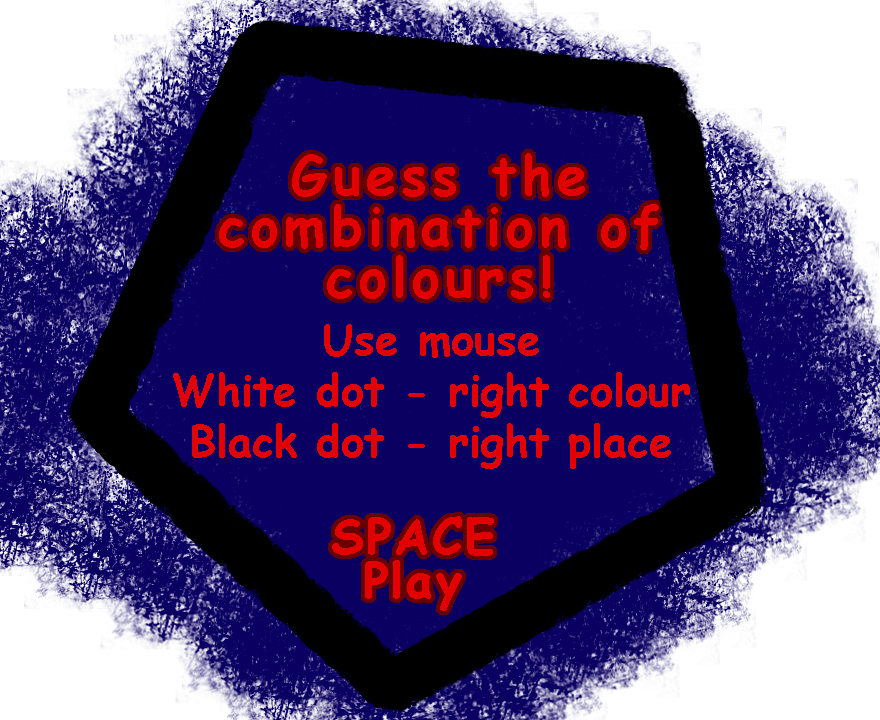 Guess the
combination of
colours!
Use mouse
White dot - right colour
Black dot - right place
SPACE
Play